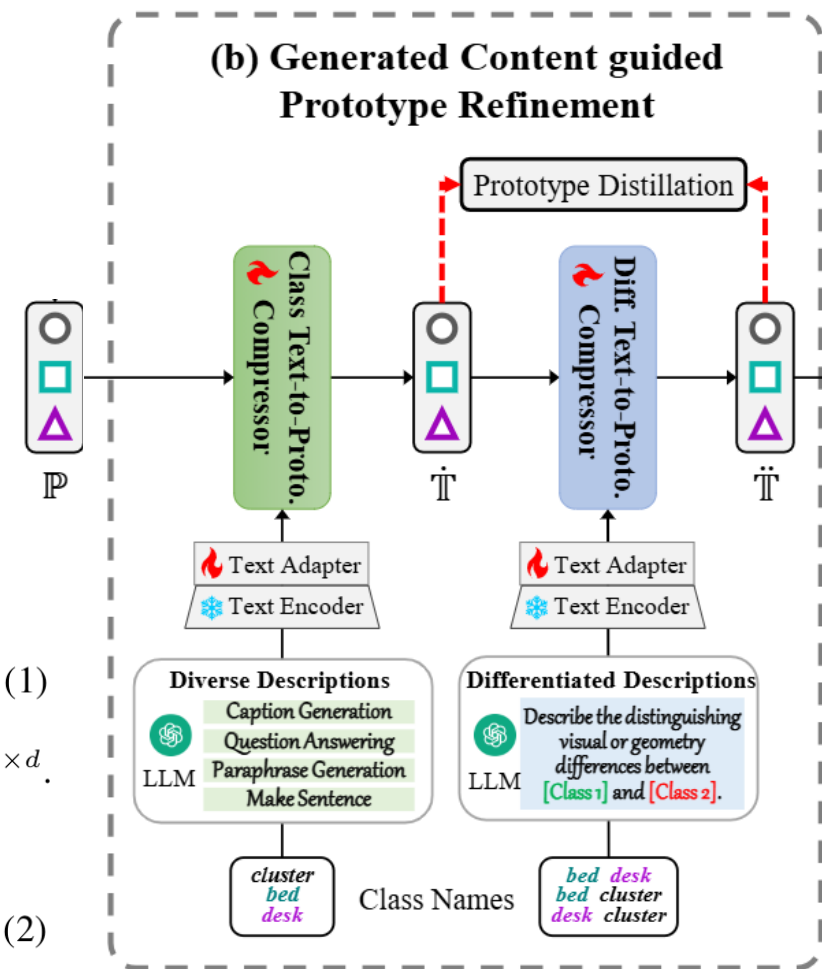 (b) Generated Content guided
Prototype Refinement
Prototype Distillation
Class Text-to-Proto.
Compressor
Diff. Text-to-Proto.
Compressor
ℙ
𝕋̇
𝕋̈
Text Adapter
Text Encoder
Text Adapter
Text Encoder
(1)
×d.
Diverse Descriptions
LLM
Caption Generation
Question Answering
Paraphrase Generation
Make Sentence
Differentiated Descriptions
LLM
Describe the distinguishing
visual or geometry
differences between
[Class 1] and [Class 2].
cluster
bed
desk
Class Names
bed desk
bed cluster
desk cluster
(2)